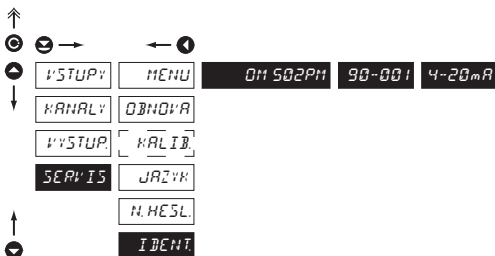 VSTUPY MENU OM 502PM 90-001 4-20mA
KANALY OBNOVA
VYSTUP. KALIB.
SERVIS JAZYK
N. HESL.
IDENT.